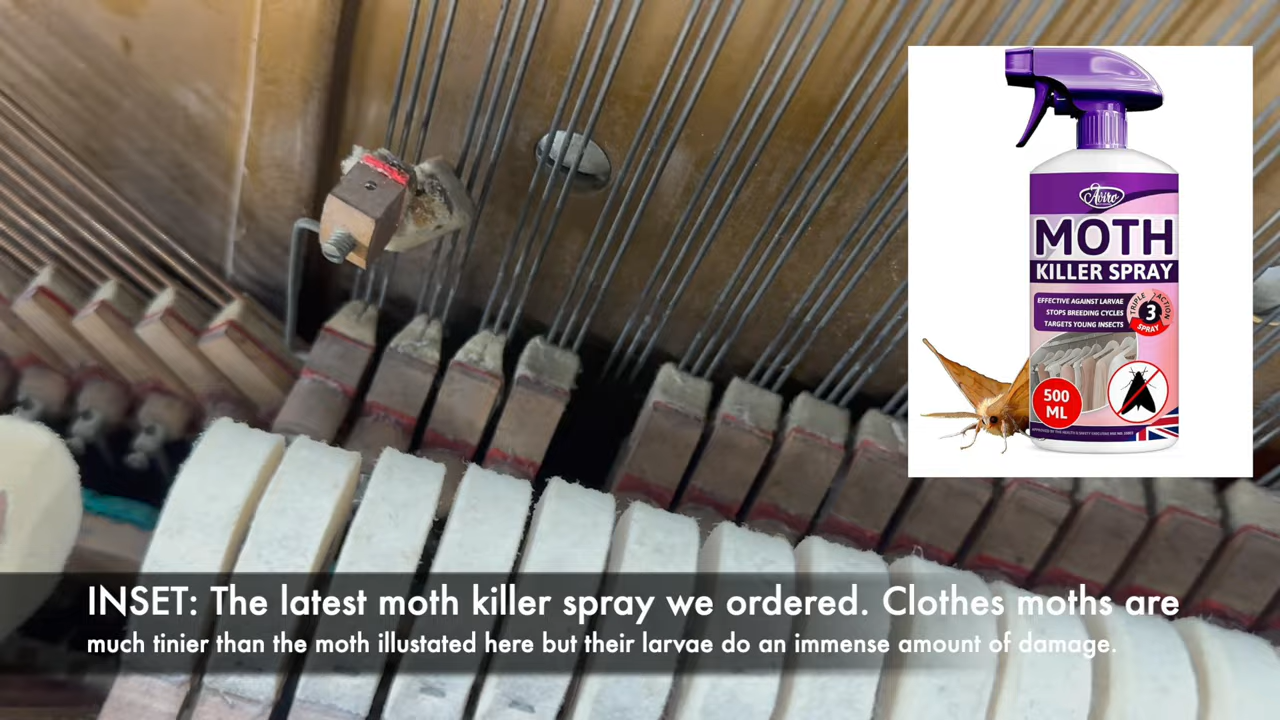 Aviro
MOTH
KILLER SPRAY
EFFECTIVE AGAINST LARVAE
STOPS BREEDING CYCLES
TARGETS YOUNG INSECTS
TRIPLE ACTION
3
SPRAY
500
ML
INSET: The latest moth killer spray we ordered. Clothes moths are
much tinier than the moth illustated here but their larvae do an immense amount of damage.